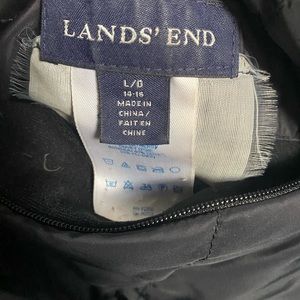 LANDS' END
L/G
14-16
MADE IN
CHINA/
FAIT EN
CHINE